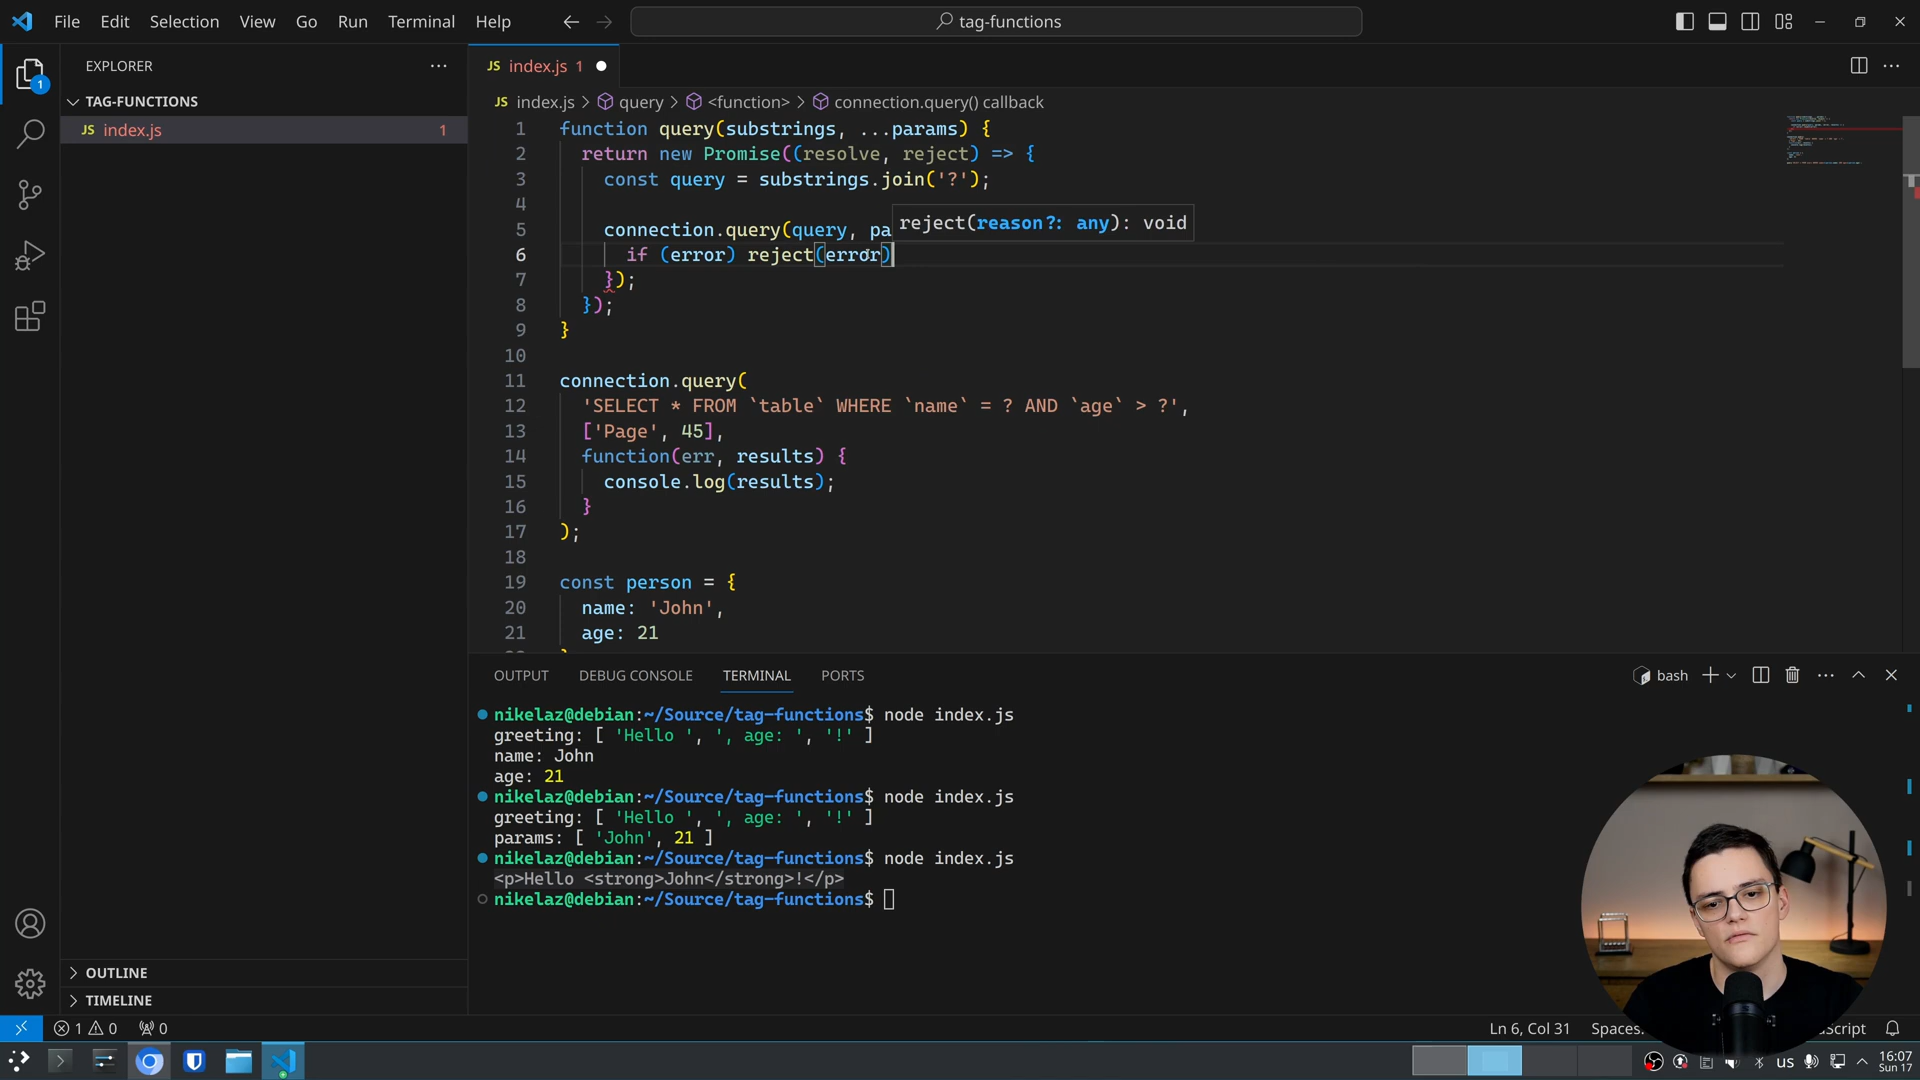 File Edit Selection View Go Run Terminal Help
tag-functions
EXPLORER
TAG-FUNCTIONS
JS index.js 1
1
OUTLINE
TIMELINE
JS index.js 1
JS index.js > query > <function> > connection.query() callback
1 function query(substrings, ...params) {
2 return new Promise((resolve, reject) => {
3 const query = substrings.join('?');
4
reject(reason?: any): void
5 connection.query(query, pa
6 if (error) reject(error)
7 });
8 });
9 }
10
11 connection.query(
12 'SELECT * FROM `table` WHERE `name` = ? AND `age` > ?',
13 ['Page', 45],
14 function(err, results) {
15 console.log(results);
16 }
17 );
18
19 const person = {
20 name: 'John',
21 age: 21
OUTPUT DEBUG CONSOLE TERMINAL PORTS
bash
nikelaz@debian:~/Source/tag-functions$ node index.js
greeting: [ 'Hello ', ', age: ', '!' ]
name: John
age: 21
nikelaz@debian:~/Source/tag-functions$ node index.js
greeting: [ 'Hello ', ', age: ', '!' ]
params: [ 'John', 21 ]
nikelaz@debian:~/Source/tag-functions$ node index.js
<p>Hello <strong>John</strong>!</p>
nikelaz@debian:~/Source/tag-functions$
1 0 0
Ln 6, Col 31 Spaces:
us
16:07
Sun 17